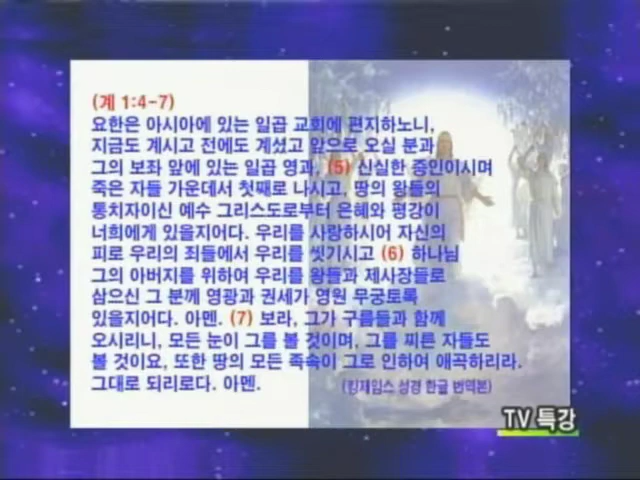 (계 1:4-7)
요한은 아시아에 있는 일곱 교회에 편지하노니,
지금도 계시고 전에도 계셨고 앞으로 오실 분과
그의 보좌 앞에 있는 일곱 영과, (5) 신실한 증인이시며
죽은 자들 가운데서 첫째로 나시고, 땅의 왕들의
통치자이신 예수 그리스도로부터 은혜와 평강이
너희에게 있을지어다. 우리를 사랑하시어 자신의
피로 우리의 죄들에서 우리를 씻기시고 (6) 하나님
그의 아버지를 위하여 우리를 왕들과 제사장들로
삼으신 그 분께 영광과 권세가 영원 무궁토록
있을지어다. 아멘. (7) 보라, 그가 구름들과 함께
오시리니, 모든 눈이 그를 볼 것이며, 그를 찌른 자들도
볼 것이요, 또한 땅의 모든 족속이 그로 인하여 애곡하리라.
그대로 되리로다. 아멘.
(킹제임스 성경 한글 번역본)
TV 특강